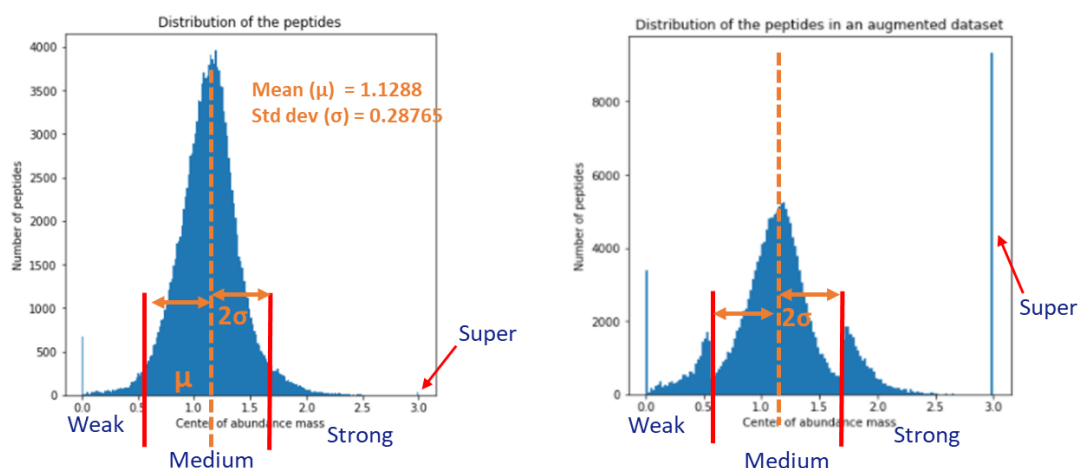 Distribution of the peptides
Number of peptides
4000
3500
3000
2500
2000
1500
1000
500
0
Mean (μ) = 1.1288
Std dev (σ) = 0.28765
2σ
μ
Super
0.0 0.5 1.0 1.5 2.0 2.5 3.0
Center of abundance mass
Weak
Medium
Strong
Distribution of the peptides in an augmented dataset
Number of peptides
8000
6000
4000
2000
0
2σ
Super
0.0 0.5 1.0 1.5 2.0 2.5 3.0
Center of abundance mass
Weak
Medium
Strong